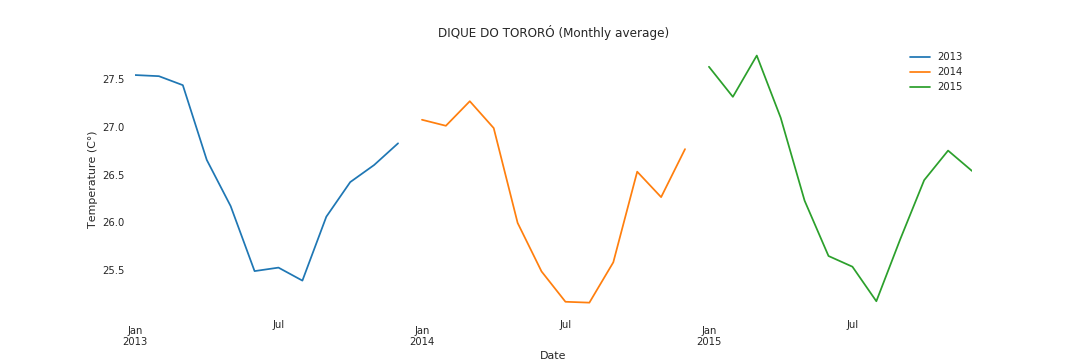 DIQUE DO TORORÓ (Monthly average)
2013
2014
2015
Temperature (C°)
27.5
27.0
26.5
26.0
25.5
Jan
2013
Jul
Jan
2014
Jul
Jan
2015
Jul
Date